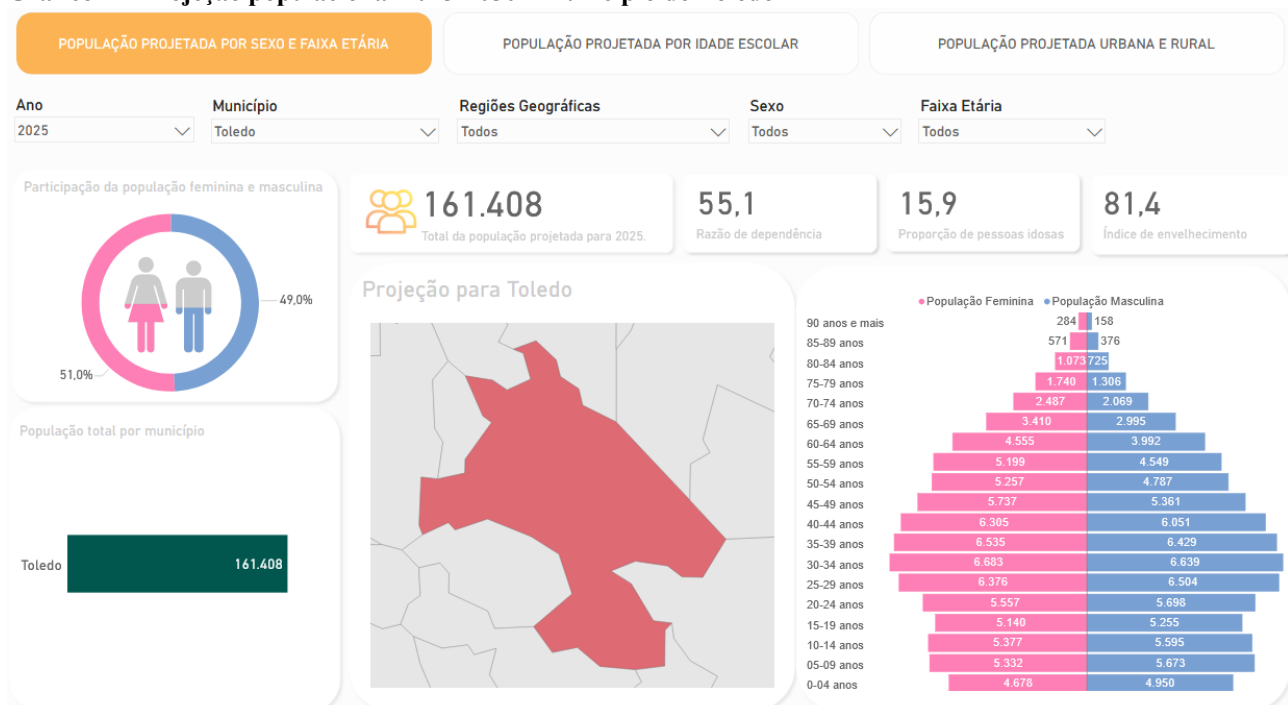 POPULAÇÃO PROJETADA POR SEXO E FAIXA ETÁRIA
POPULAÇÃO PROJETADA POR IDADE ESCOLAR
POPULAÇÃO PROJETADA URBANA E RURAL
Ano
Município
Regiões Geográficas
Sexo
Faixa Etária
2025
Toledo
Todos
Todos
Todos
Participação da população feminina e masculina
49,0%
51,0%
161.408
Total da população projetada para 2025.
55,1
Razão de dependência
15,9
Proporção de pessoas idosas
81,4
Índice de envelhecimento
População total por município
Toledo 161.408
Projeção para Toledo
População Feminina População Masculina
90 anos e mais 284 158
85-89 anos 571 376
80-84 anos 1.073 725
75-79 anos 1.740 1.306
70-74 anos 2.487 2.069
65-69 anos 3.410 2.995
60-64 anos 4.555 3.992
55-59 anos 5.199 4.549
50-54 anos 5.257 4.787
45-49 anos 5.737 5.361
40-44 anos 6.305 6.051
35-39 anos 6.535 6.429
30-34 anos 6.683 6.639
25-29 anos 6.376 6.504
20-24 anos 5.557 5.698
15-19 anos 5.140 5.255
10-14 anos 5.377 5.595
05-09 anos 5.332 5.673
0-04 anos 4.678 4.950